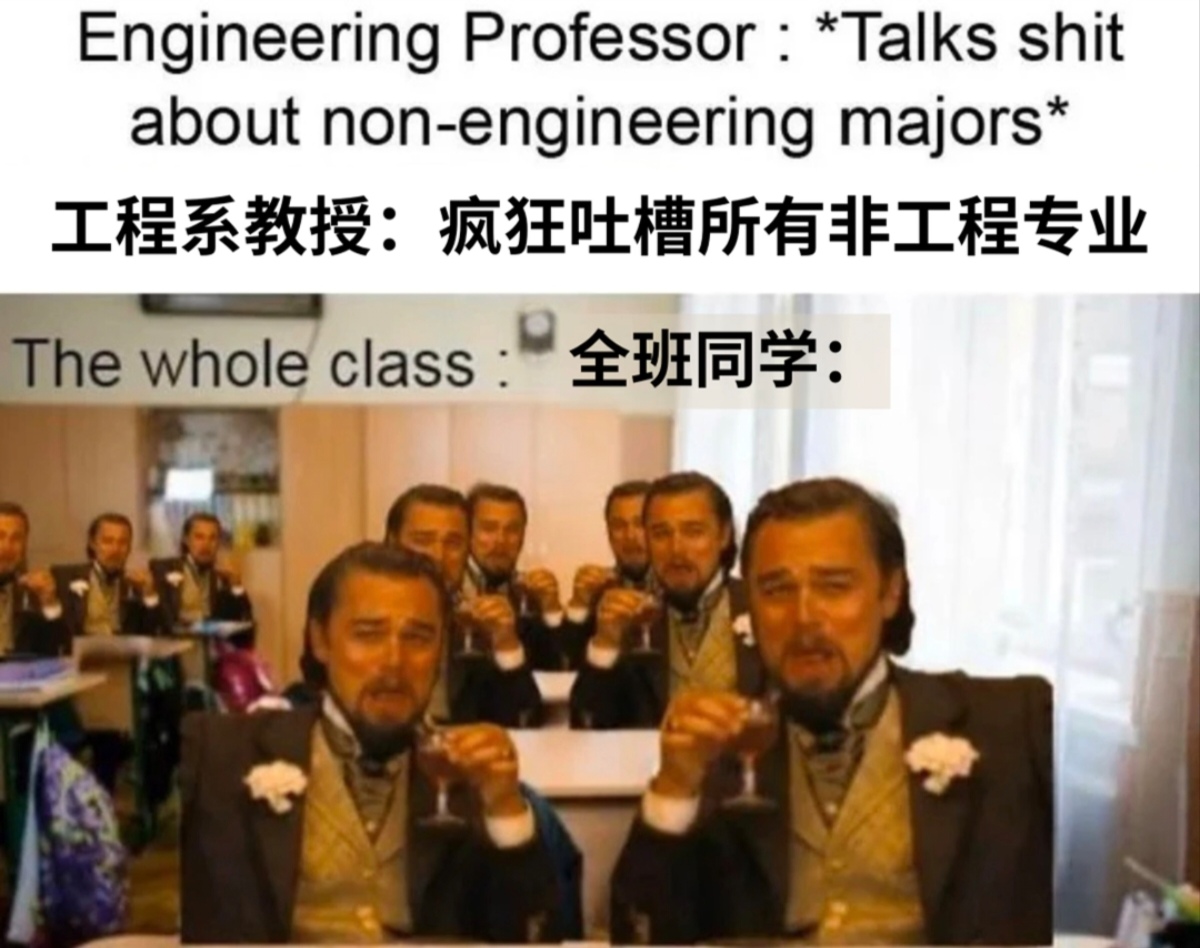 Engineering Professor : *Talks shit
about non-engineering majors*
工程系教授：疯狂吐槽所有非工程专业
The whole class : 全班同学：